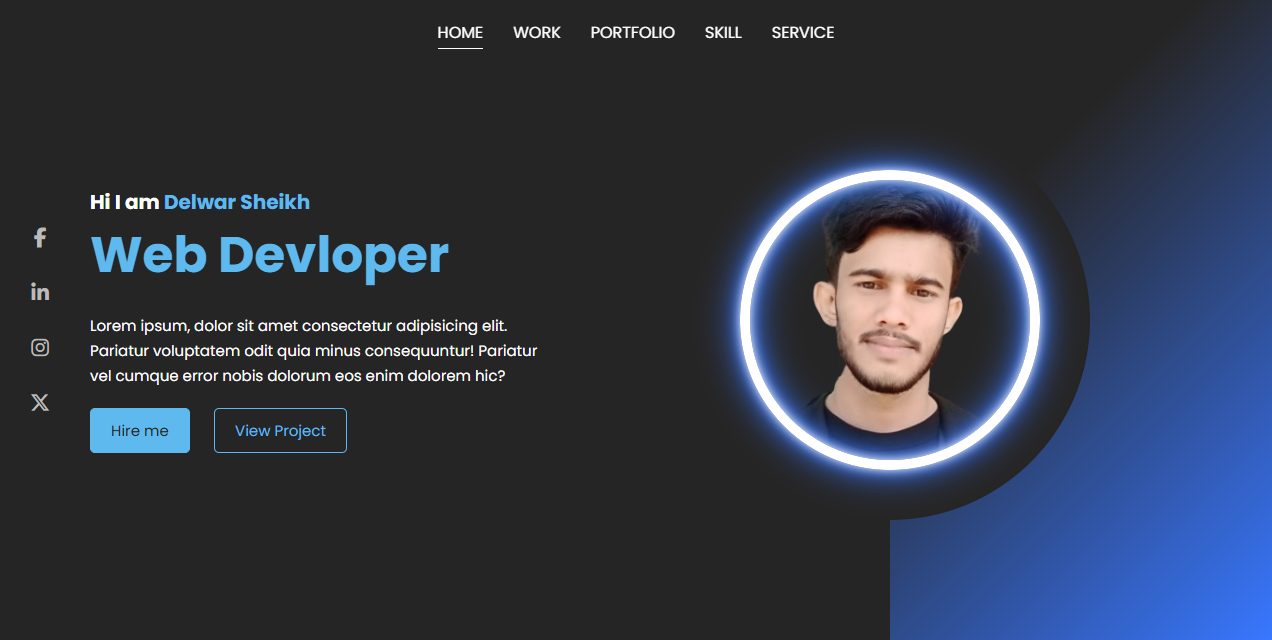 HOME WORK PORTFOLIO SKILL SERVICE
Hi I am Delwar Sheikh
Web Devloper
Lorem ipsum, dolor sit amet consectetur adipisicing elit.
Pariatur voluptatem odit quia minus consequuntur! Pariatur
vel cumque error nobis dolorum eos enim dolorem hic?
Hire me View Project